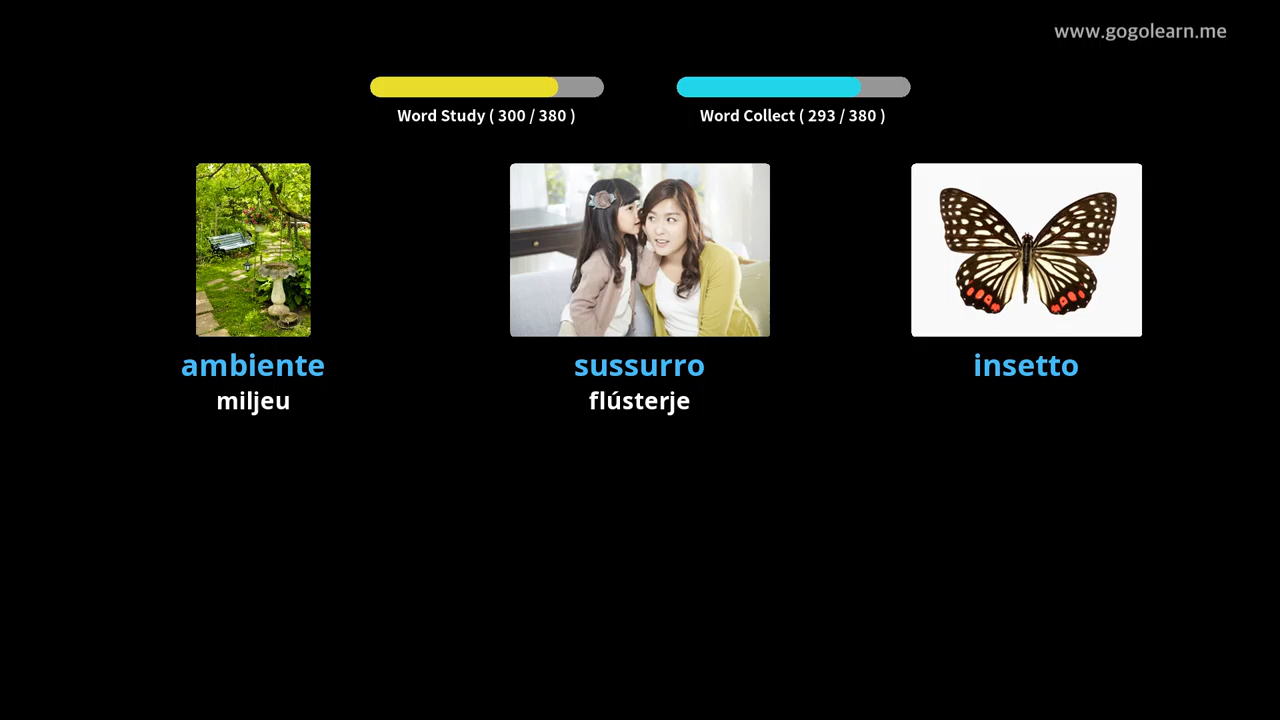 www.gogolearn.me
Word Study ( 300 / 380 )
Word Collect ( 293 / 380 )
ambiente
miljeu
sussurro
flústerje
insetto